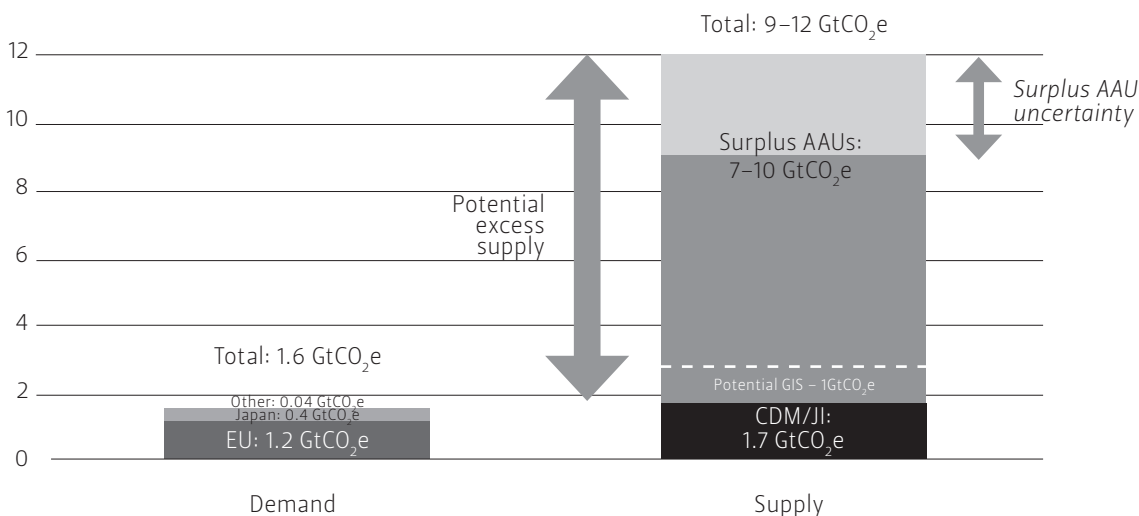 Total: 9–12 GtCO₂e
12
10
8
6
4
2
0
Surplus AAU
uncertainty
Surplus AAUs:
7–10 GtCO₂e
Potential
excess
supply
Total: 1.6 GtCO₂e
Other: 0.04 GtCO₂e
Japan: 0.4 GtCO₂e
EU: 1.2 GtCO₂e
Potential GIS – 1GtCO₂e
CDM/JI:
1.7 GtCO₂e
Demand
Supply